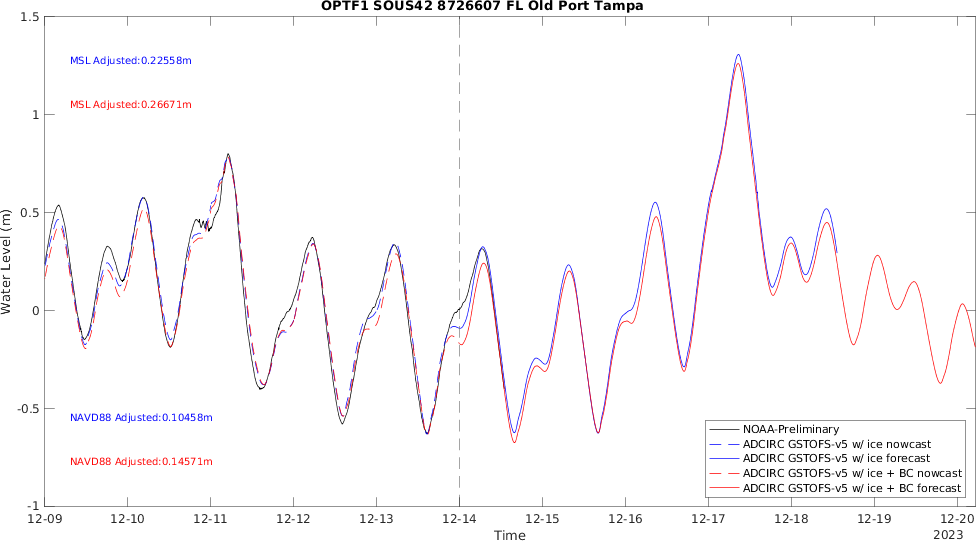 OPTF1 SOUS42 8726607 FL Old Port Tampa
1.5
1
0.5
0
-0.5
-1
Water Level (m)
MSL Adjusted:0.22558m
MSL Adjusted:0.26671m
NAVD88 Adjusted:0.10458m
NAVD88 Adjusted:0.14571m
NOAA-Preliminary
ADCIRC GSTOFS-v5 w/ ice nowcast
ADCIRC GSTOFS-v5 w/ ice forecast
ADCIRC GSTOFS-v5 w/ ice + BC nowcast
ADCIRC GSTOFS-v5 w/ ice + BC forecast
12-09 12-10 12-11 12-12 12-13 12-14 12-15 12-16 12-17 12-18 12-19 12-20
Time
2023